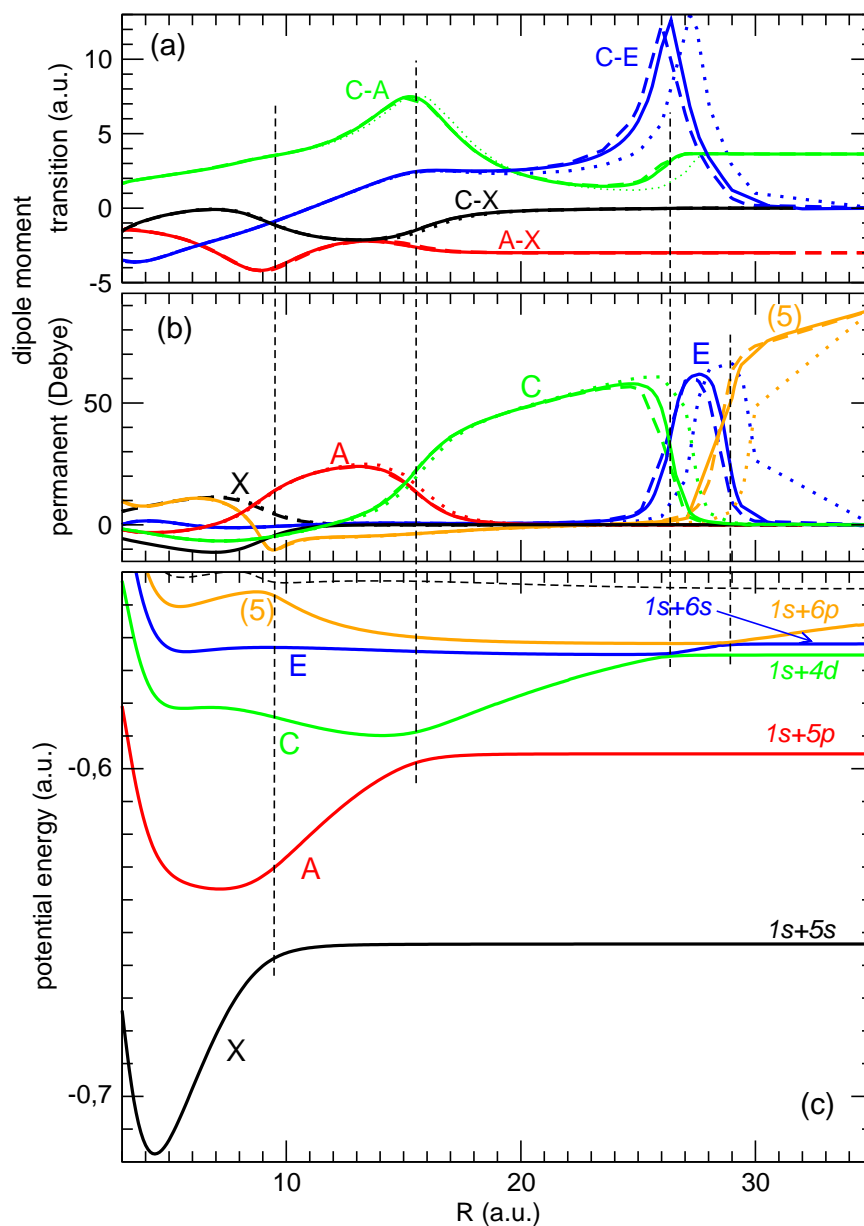 (a)
C-A
C-E
C-X
A-X
10
5
0
-5
dipole moment
transition (a.u.)
(b)
(5)
E
C
A
X
50
0
permanent (Debye)
1s+6s
1s+6p
(5)
E
1s+4d
C
1s+5p
-0,6
A
1s+5s
X
-0,7
(c)
potential energy (a.u.)
10
20
30
R (a.u.)